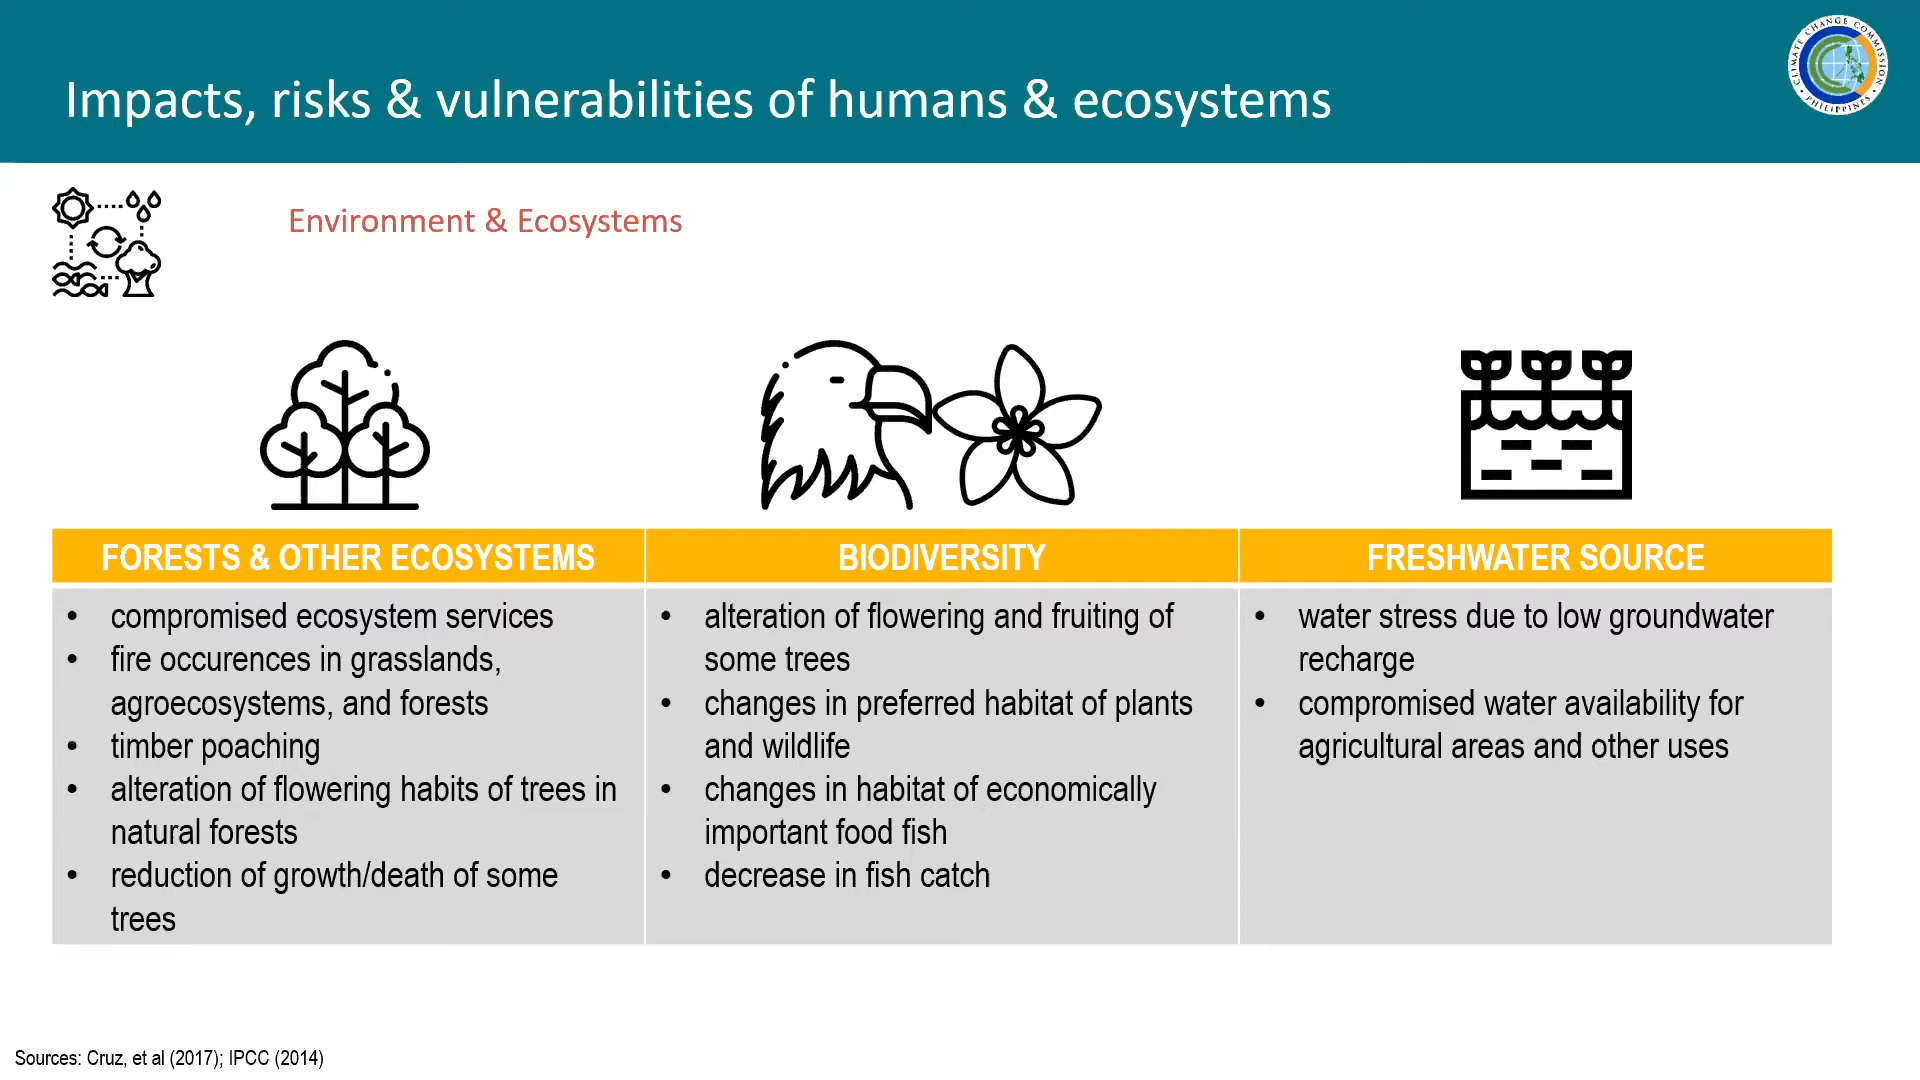 CLIMATE CHANGE COMMISSION
PHILIPPINES
Impacts, risks & vulnerabilities of humans & ecosystems
Environment & Ecosystems
FORESTS & OTHER ECOSYSTEMS
• compromised ecosystem services
• fire occurences in grasslands,
agroecosystems, and forests
• timber poaching
• alteration of flowering habits of trees in
natural forests
• reduction of growth/death of some
trees
BIODIVERSITY
• alteration of flowering and fruiting of
some trees
• changes in preferred habitat of plants
and wildlife
• changes in habitat of economically
important food fish
• decrease in fish catch
FRESHWATER SOURCE
• water stress due to low groundwater
recharge
• compromised water availability for
agricultural areas and other uses
Sources: Cruz, et al (2017); IPCC (2014)